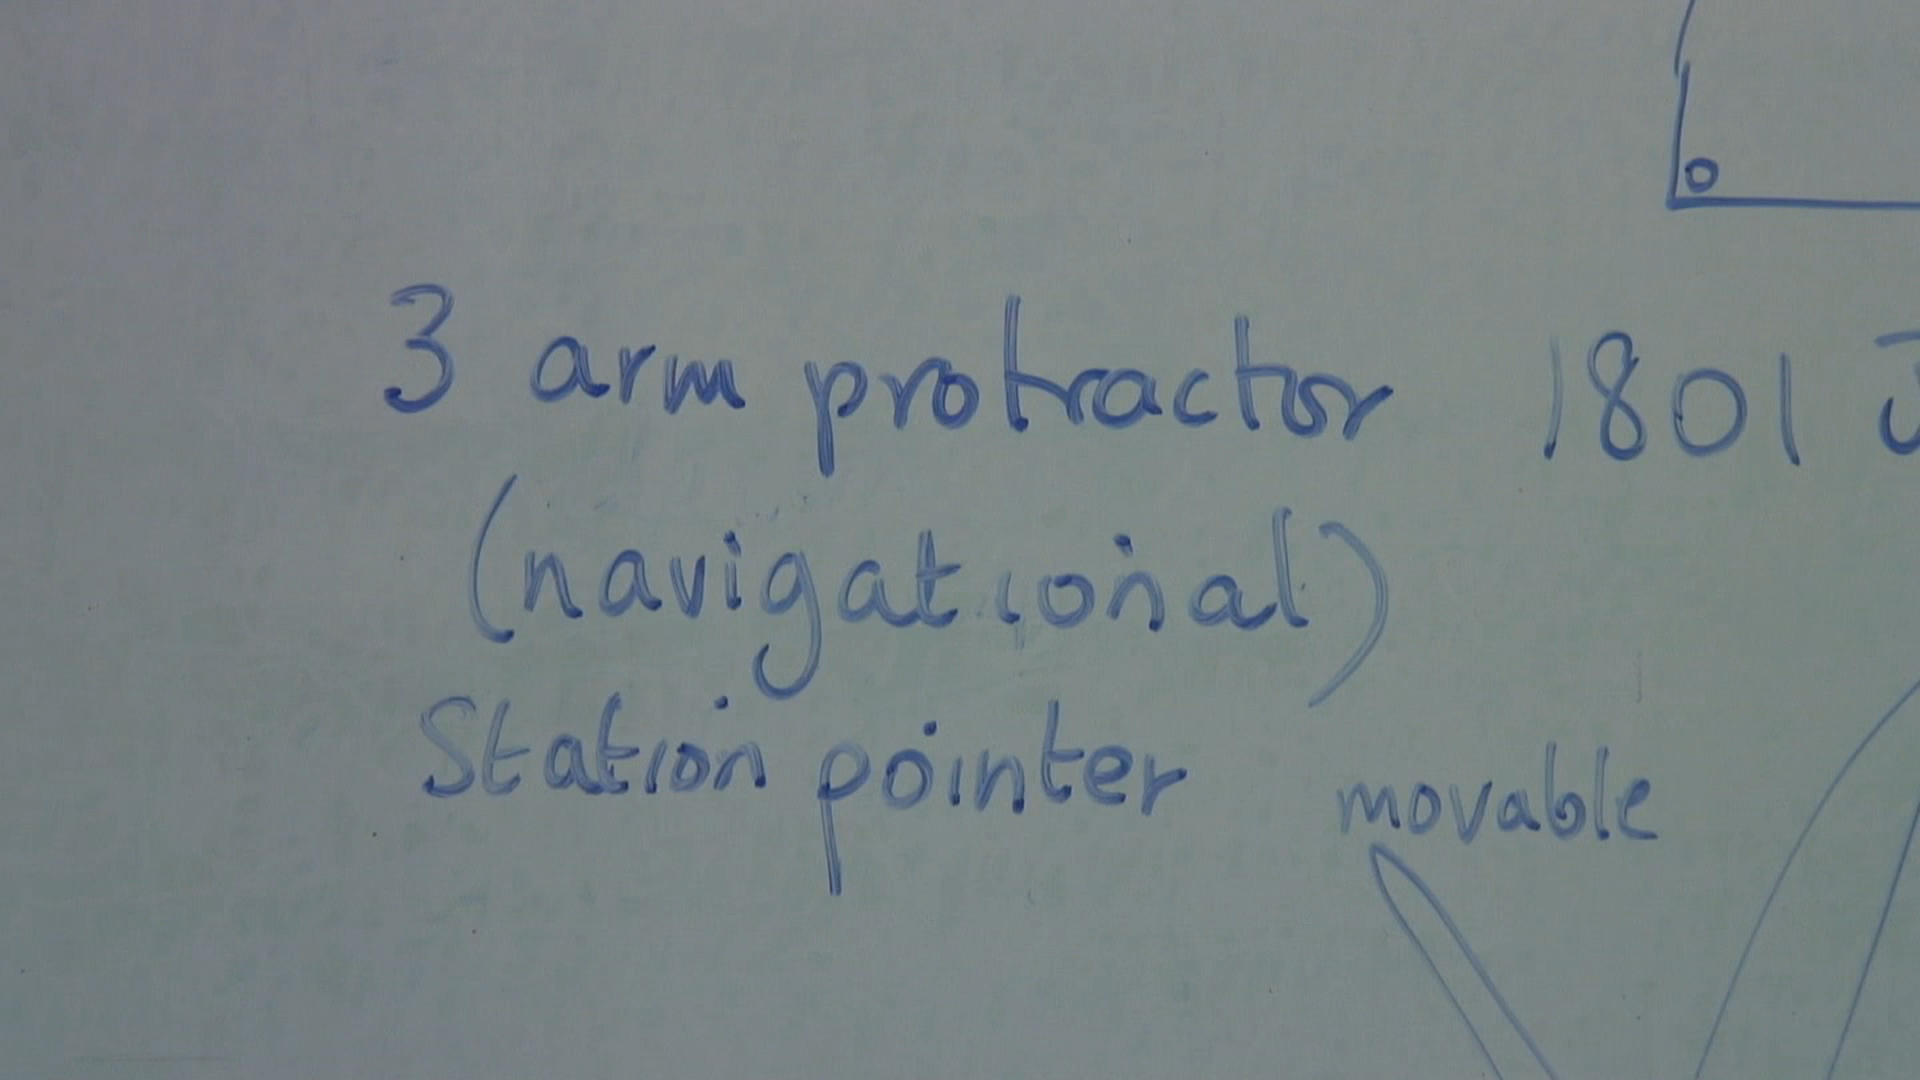 3 arm protractor 1801
(navigational)
Station pointer
movable